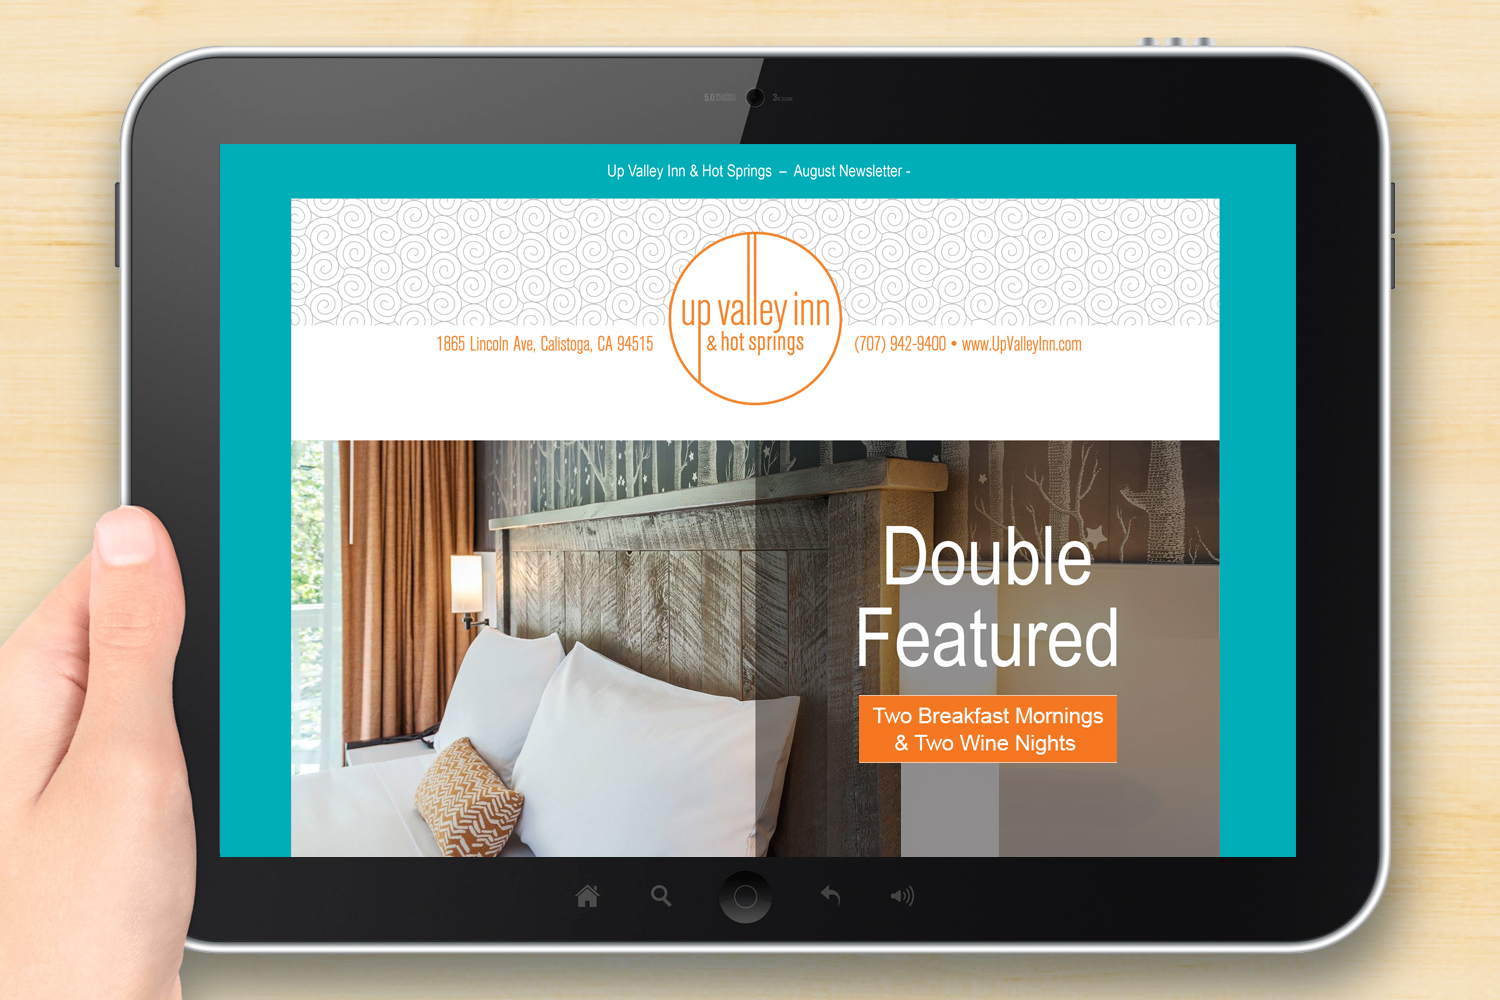 Up Valley Inn & Hot Springs – August Newsletter -
up valley inn
& hot springs
1865 Lincoln Ave, Calistoga, CA 94515
(707) 942-9400 • www.UpValleyInn.com
Double
Featured
Two Breakfast Mornings
& Two Wine Nights